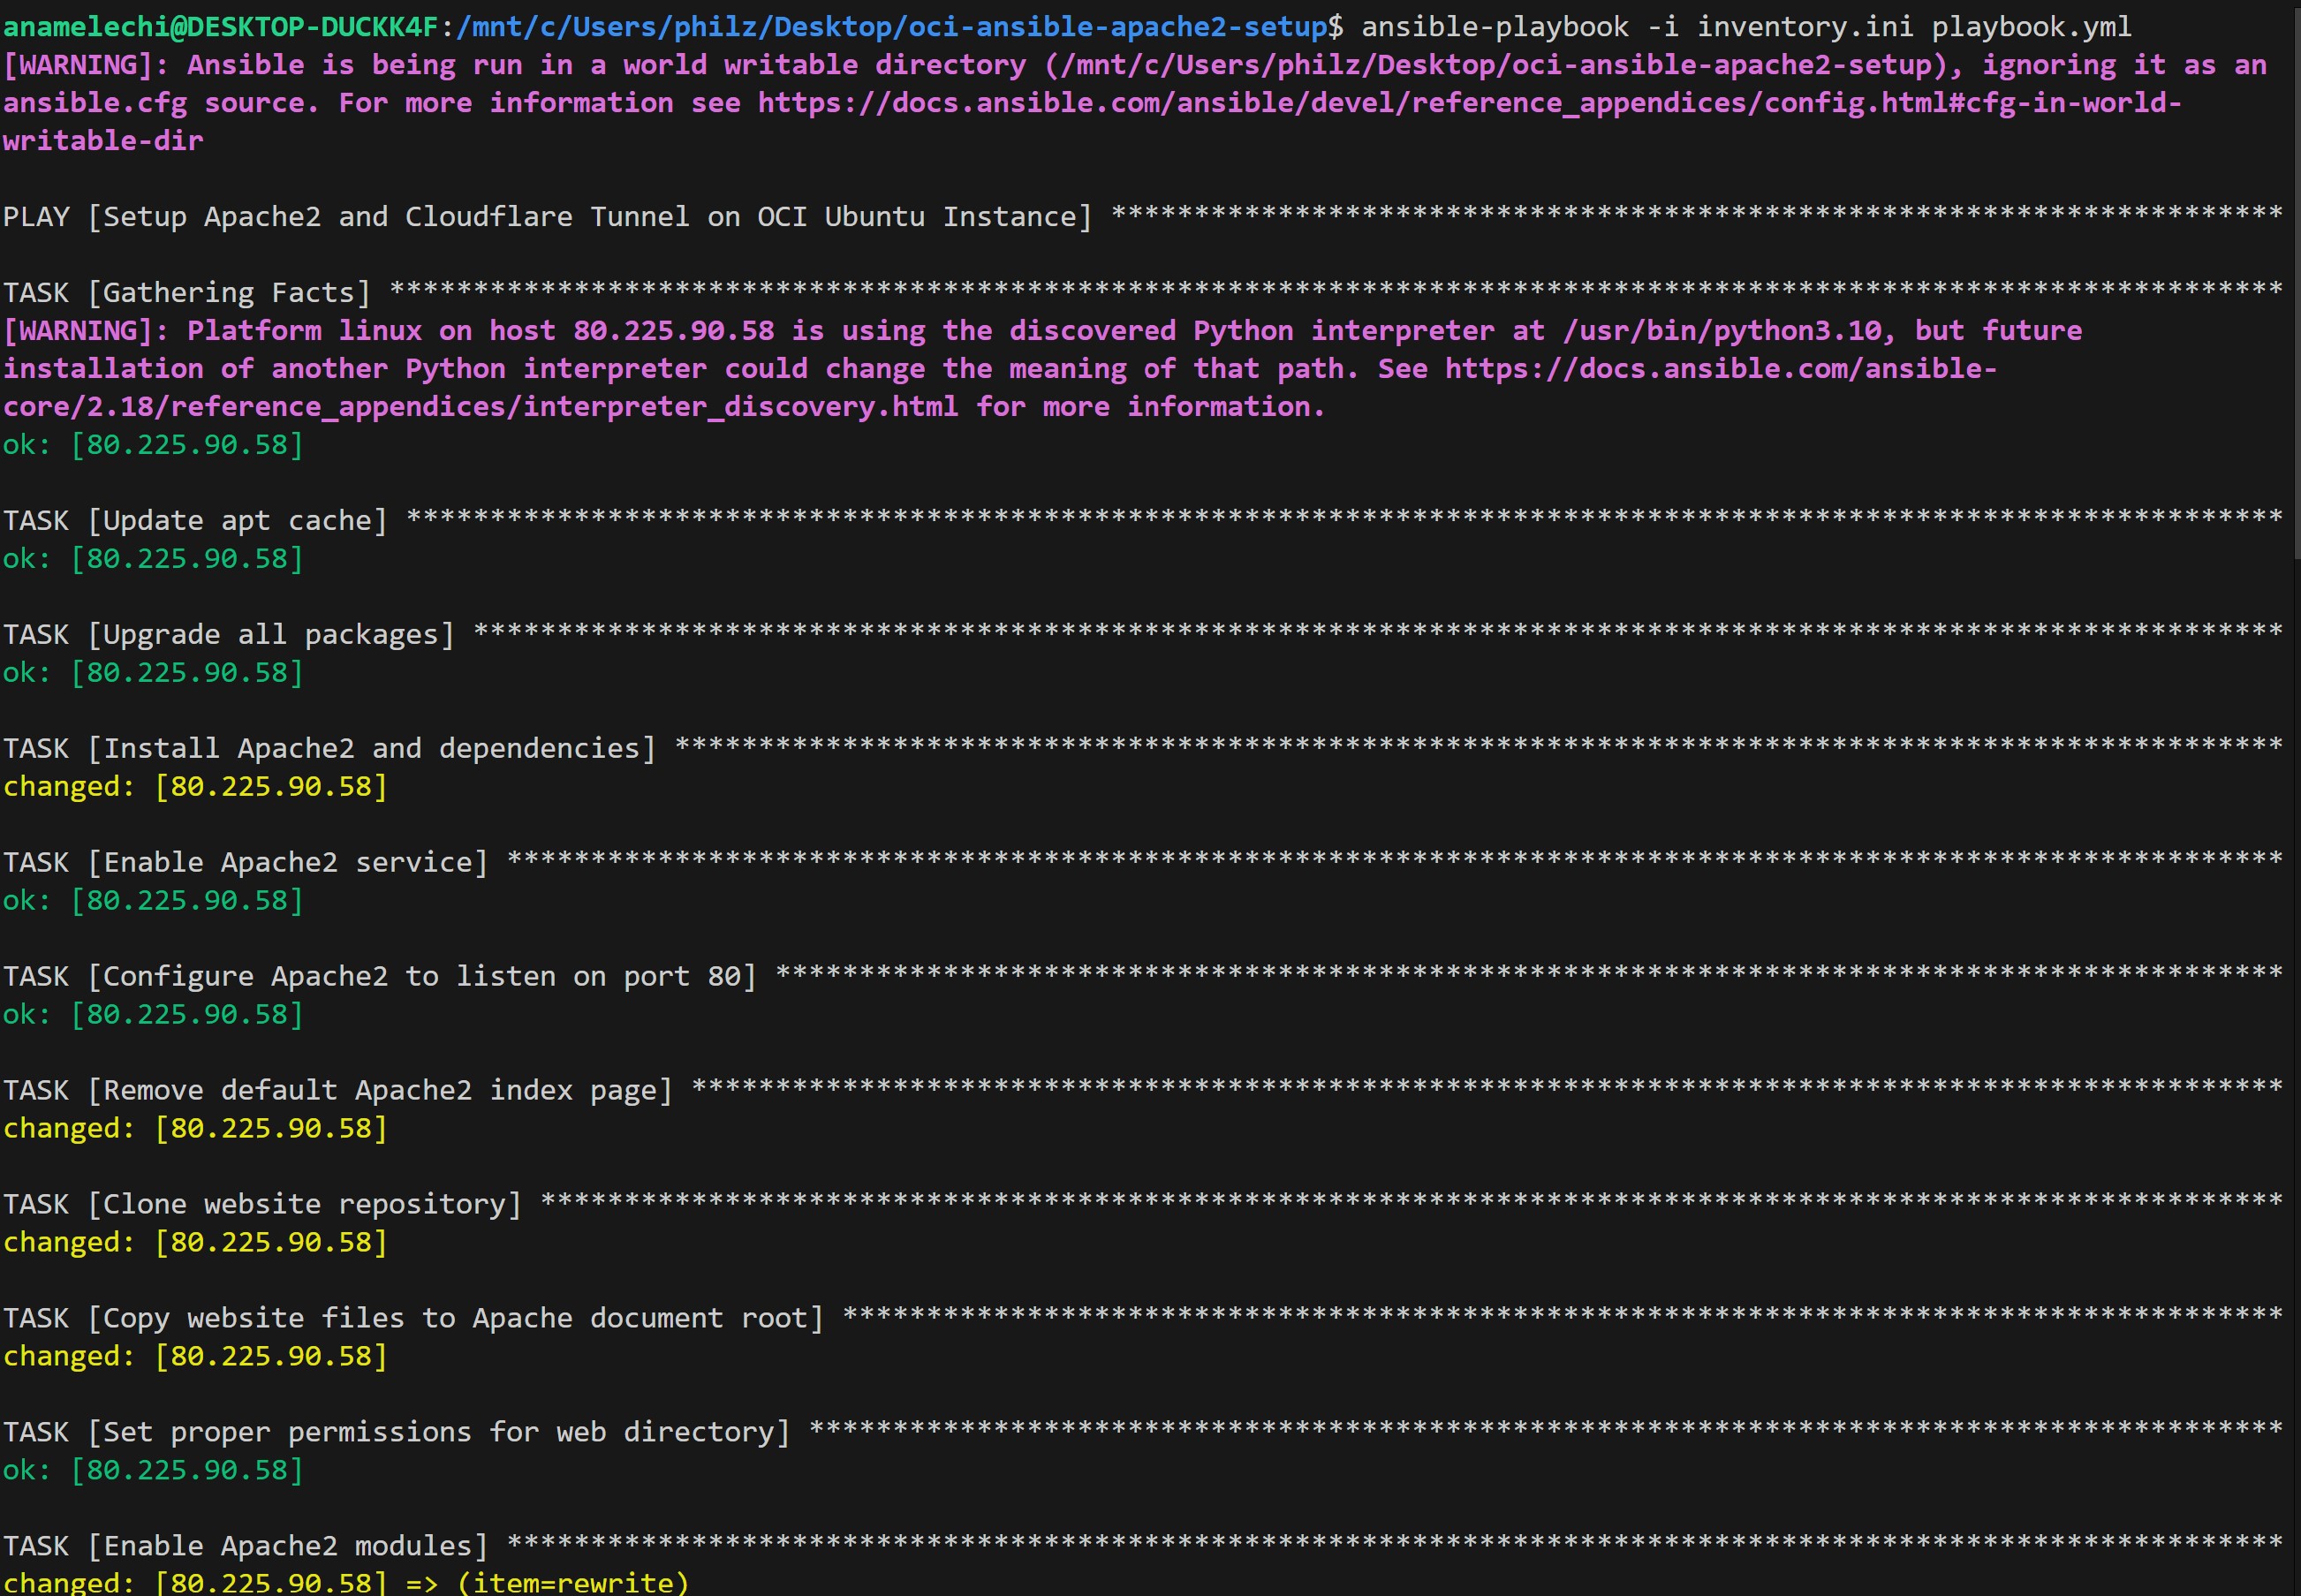 anamelechi@DESKTOP-DUCKK4F:/mnt/c/Users/philz/Desktop/oci-ansible-apache2-setup$ ansible-playbook -i inventory.ini playbook.yml
[WARNING]: Ansible is being run in a world writable directory (/mnt/c/Users/philz/Desktop/oci-ansible-apache2-setup), ignoring it as an
ansible.cfg source. For more information see https://docs.ansible.com/ansible/devel/reference_appendices/config.html#cfg-in-world-
writable-dir
PLAY [Setup Apache2 and Cloudflare Tunnel on OCI Ubuntu Instance] **********************************************************************
TASK [Gathering Facts] *****************************************************************************************************************
[WARNING]: Platform linux on host 80.225.90.58 is using the discovered Python interpreter at /usr/bin/python3.10, but future
installation of another Python interpreter could change the meaning of that path. See https://docs.ansible.com/ansible-
core/2.18/reference_appendices/interpreter_discovery.html for more information.
ok: [80.225.90.58]
TASK [Update apt cache] ****************************************************************************************************************
ok: [80.225.90.58]
TASK [Upgrade all packages] ************************************************************************************************************
ok: [80.225.90.58]
TASK [Install Apache2 and dependencies] ************************************************************************************************
changed: [80.225.90.58]
TASK [Enable Apache2 service] **********************************************************************************************************
ok: [80.225.90.58]
TASK [Configure Apache2 to listen on port 80] ******************************************************************************************
ok: [80.225.90.58]
TASK [Remove default Apache2 index page] ***********************************************************************************************
changed: [80.225.90.58]
TASK [Clone website repository] ********************************************************************************************************
changed: [80.225.90.58]
TASK [Copy website files to Apache document root] **************************************************************************************
changed: [80.225.90.58]
TASK [Set proper permissions for web directory] ****************************************************************************************
ok: [80.225.90.58]
TASK [Enable Apache2 modules] **********************************************************************************************************
changed: [80.225.90.58] => (item=rewrite)